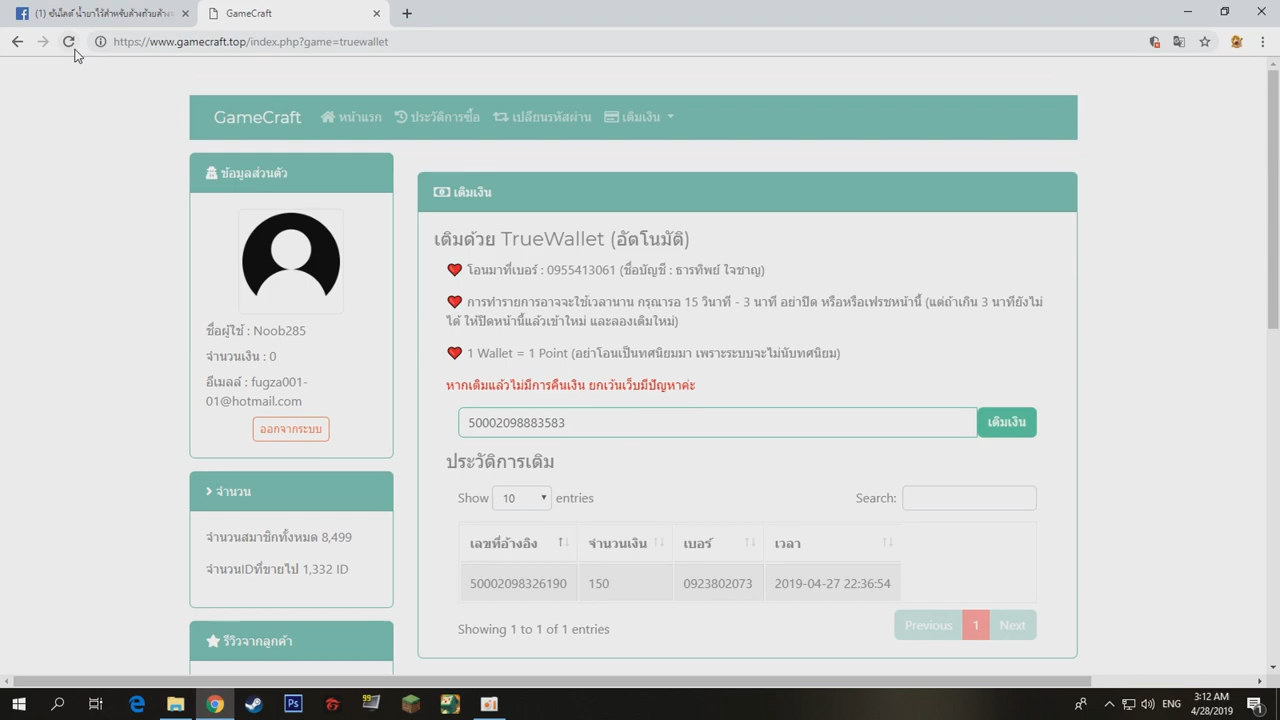 (1) ซันไลต์ น้ำยาไว้สำหรับล้างถ้วยล้างจ
GameCraft
https://www.gamecraft.top/index.php?game=truewallet
GameCraft หน้าแรก ประวัติการซื้อ เปลี่ยนรหัสผ่าน เติมเงิน
ข้อมูลส่วนตัว
ชื่อผู้ใช้ : Noob285
จำนวนเงิน : 0
อีเมลล์ : fugza001-
01@hotmail.com
ออกจากระบบ
จำนวน
จำนวนสมาชิกทั้งหมด 8,499
จำนวนIDที่ขายไป 1,332 ID
รีวิวจากลูกค้า
เติมเงิน
เติมด้วย TrueWallet (อัตโนมัติ)
โอนมาที่เบอร์ : 0955413061 (ชื่อบัญชี : ธารทิพย์ ใจชาญ)
การทำรายการอาจจะใช้เวลานาน กรุณารอ 15 วินาที - 3 นาที อย่าปิด หรือหรือเฟรชหน้านี้ (แต่ถ้าเกิน 3 นาทียังไม่
ได้ ให้ปิดหน้านี้แล้วเข้าใหม่ และลองเติมใหม่)
1 Wallet = 1 Point (อย่าโอนเป็นทศนิยมมา เพราะระบบจะไม่นับทศนิยม)
หากเติมแล้วไม่มีการคืนเงิน ยกเว้นเว็บมีปัญหาค่ะ
50002098883583 เติมเงิน
ประวัติการเติม
Show 10 entries Search:
เลขที่อ้างอิง จำนวนเงิน เบอร์ เวลา
50002098326190 150 0923802073 2019-04-27 22:36:54
Showing 1 to 1 of 1 entries
Previous 1 Next
ENG
3:12 AM
4/28/2019
1